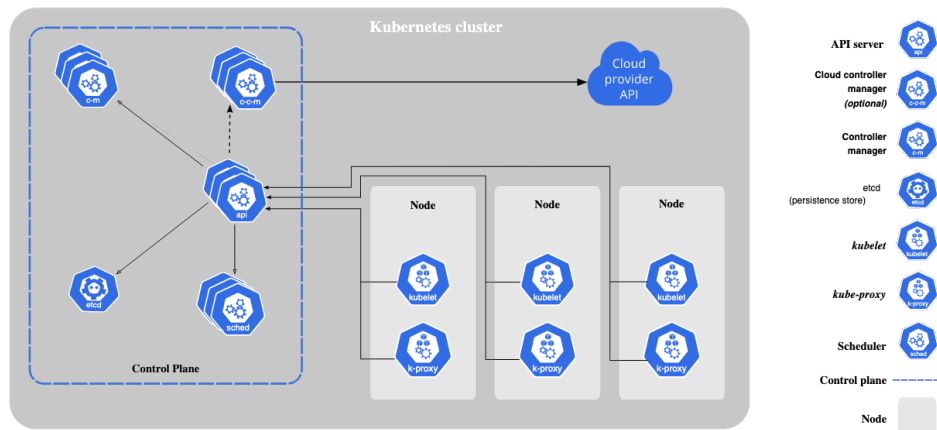 Kubernetes cluster
c-m
c-c-m
Cloud
provider
API
api
etcd
sched
Control Plane
Node
kubelet
k-proxy
Node
kubelet
k-proxy
Node
kubelet
k-proxy
API server
api
Cloud controller
manager
(optional)
c-c-m
Controller
manager
c-m
etcd
(persistence store)
etcd
kubelet
kubelet
kube-proxy
k-proxy
Scheduler
sched
Control plane
Node